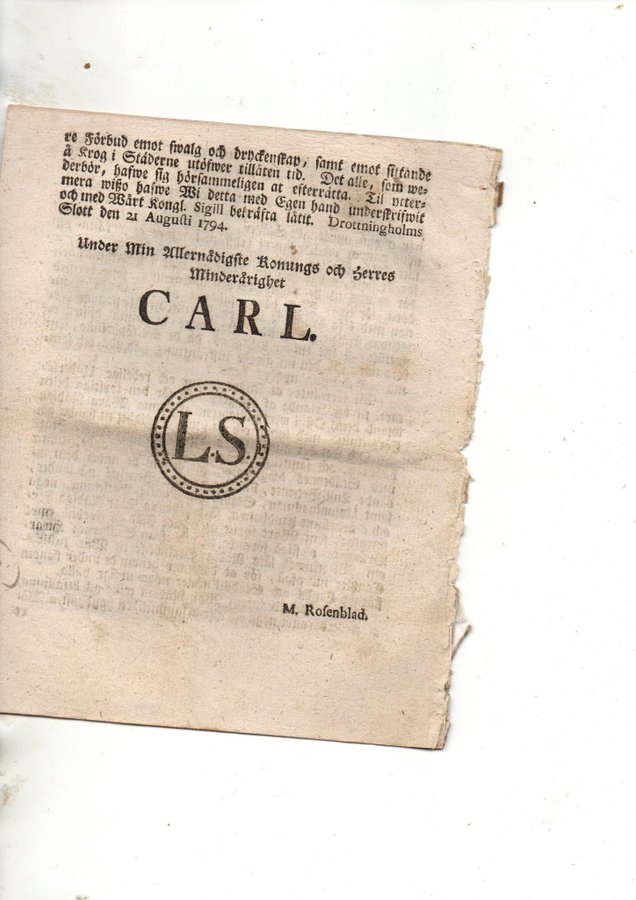 re Förbud emot swalg och dryckenskap, samt emot sittande
å Krog i Städerne utöfwer tillåten tid. Det alle, som we-
derbör, hafwe sig hörsammeligen at efterrätta. Til ytter-
mera wißo hafwe Wi detta med Egen hand underskrifwit
och med Wårt Kongl. Sigill bekräfta låtit. Drottningholms
Slott den 21 Augusti 1794.
Under Min Allernådigste Konungs och Herres
Minderårighet
CARL.
L.S.
M. Rosenblad.